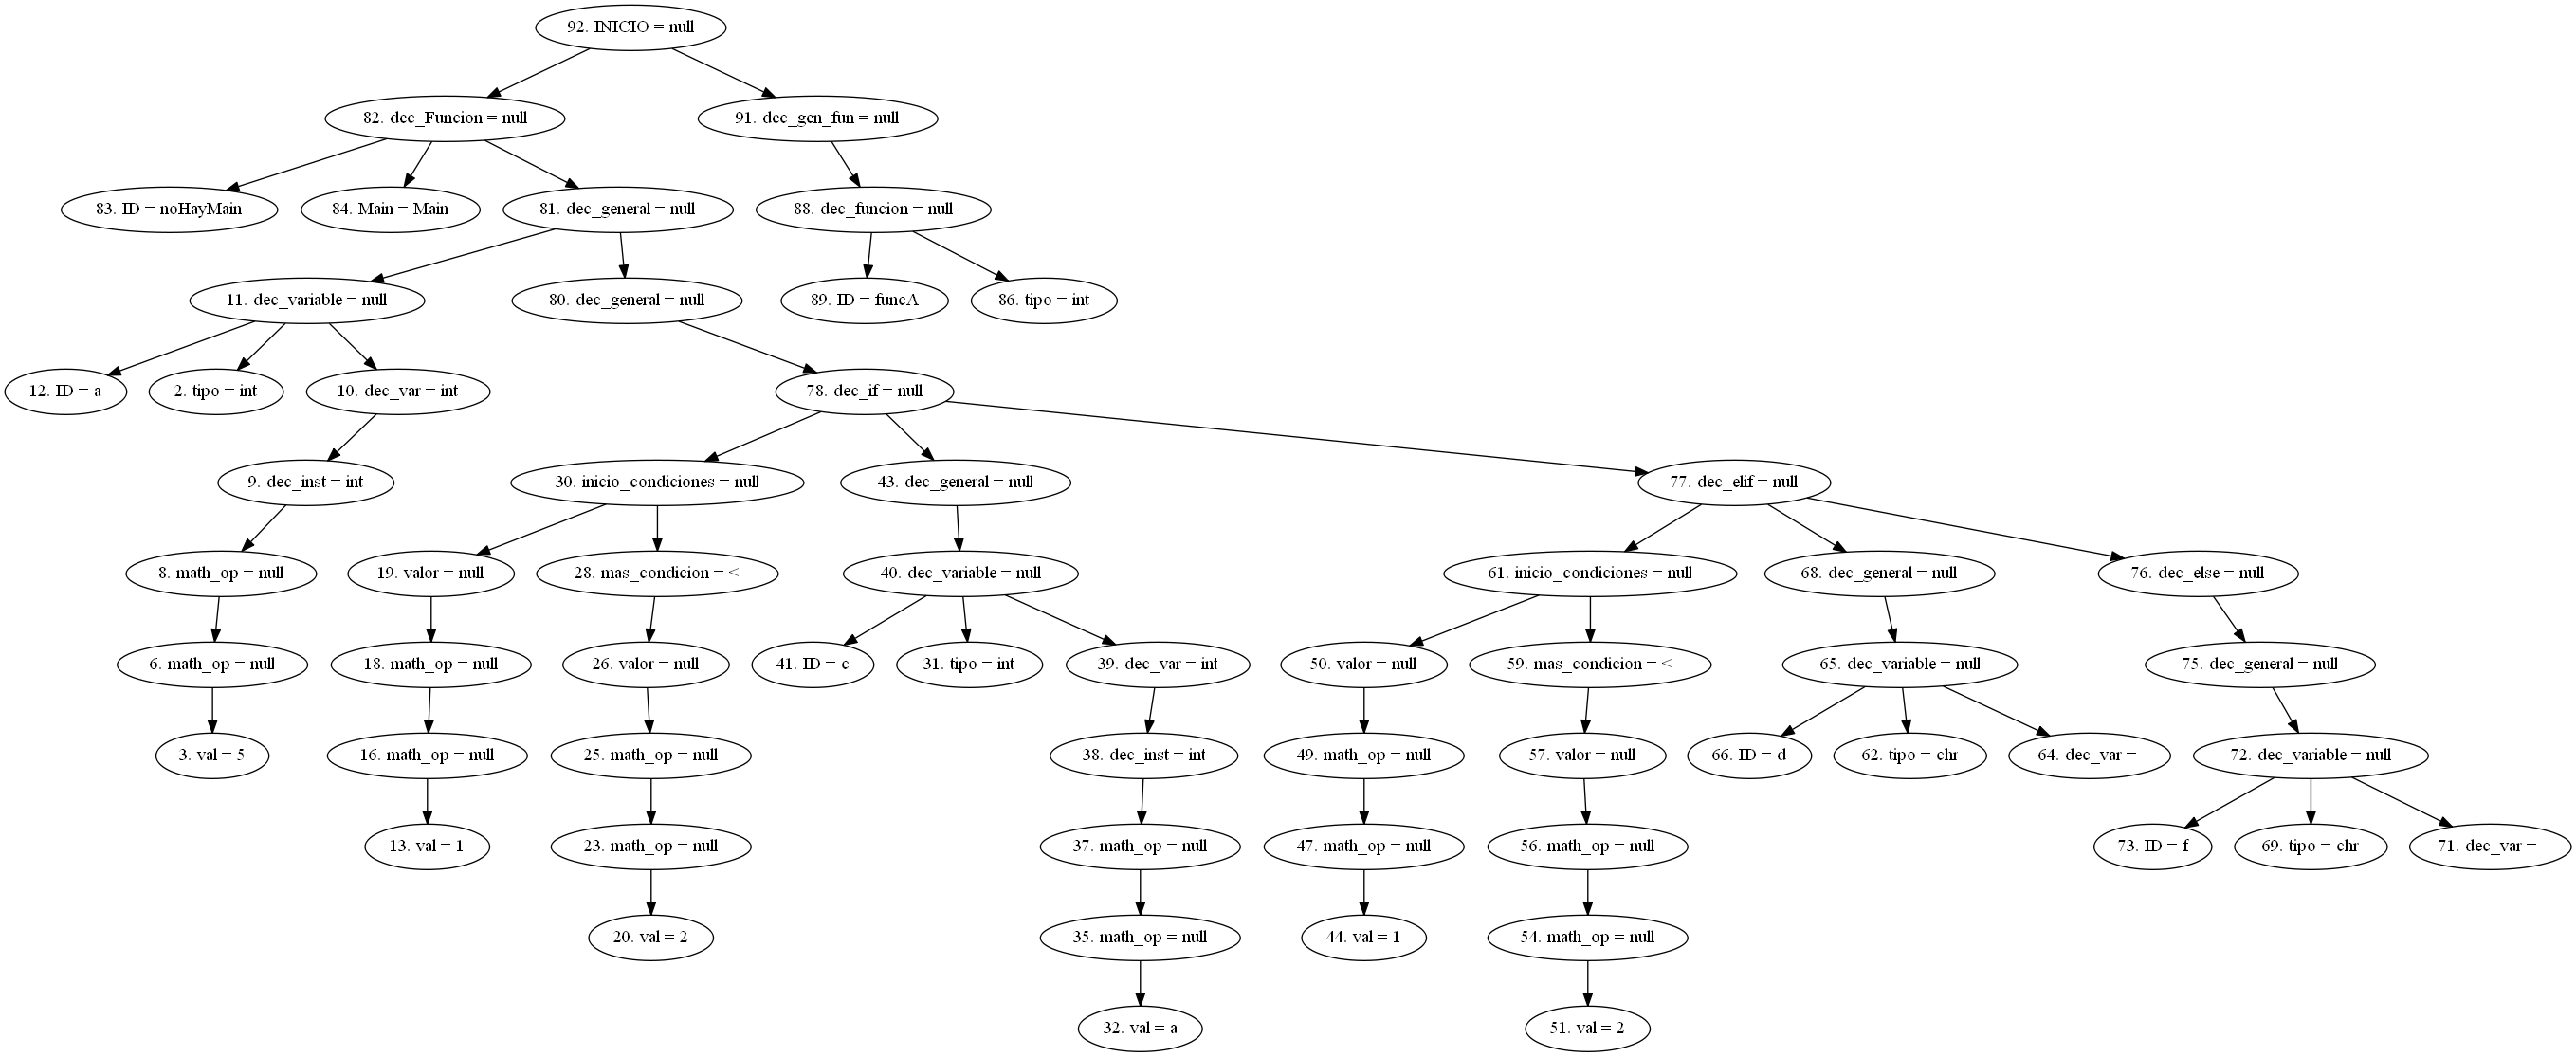 92. INICIO = null
82. dec_Funcion = null
91. dec_gen_fun = null
83. ID = noHayMain
84. Main = Main
81. dec_general = null
88. dec_funcion = null
11. dec_variable = null
80. dec_general = null
89. ID = funcA
86. tipo = int
12. ID = a
2. tipo = int
10. dec_var = int
78. dec_if = null
9. dec_inst = int
30. inicio_condiciones = null
43. dec_general = null
77. dec_elif = null
8. math_op = null
19. valor = null
28. mas_condicion = <
40. dec_variable = null
61. inicio_condiciones = null
68. dec_general = null
76. dec_else = null
6. math_op = null
18. math_op = null
26. valor = null
41. ID = c
31. tipo = int
39. dec_var = int
50. valor = null
59. mas_condicion = <
65. dec_variable = null
75. dec_general = null
3. val = 5
16. math_op = null
25. math_op = null
38. dec_inst = int
49. math_op = null
57. valor = null
66. ID = d
62. tipo = chr
64. dec_var =
72. dec_variable = null
13. val = 1
23. math_op = null
37. math_op = null
47. math_op = null
56. math_op = null
73. ID = f
69. tipo = chr
71. dec_var =
20. val = 2
35. math_op = null
44. val = 1
54. math_op = null
32. val = a
51. val = 2